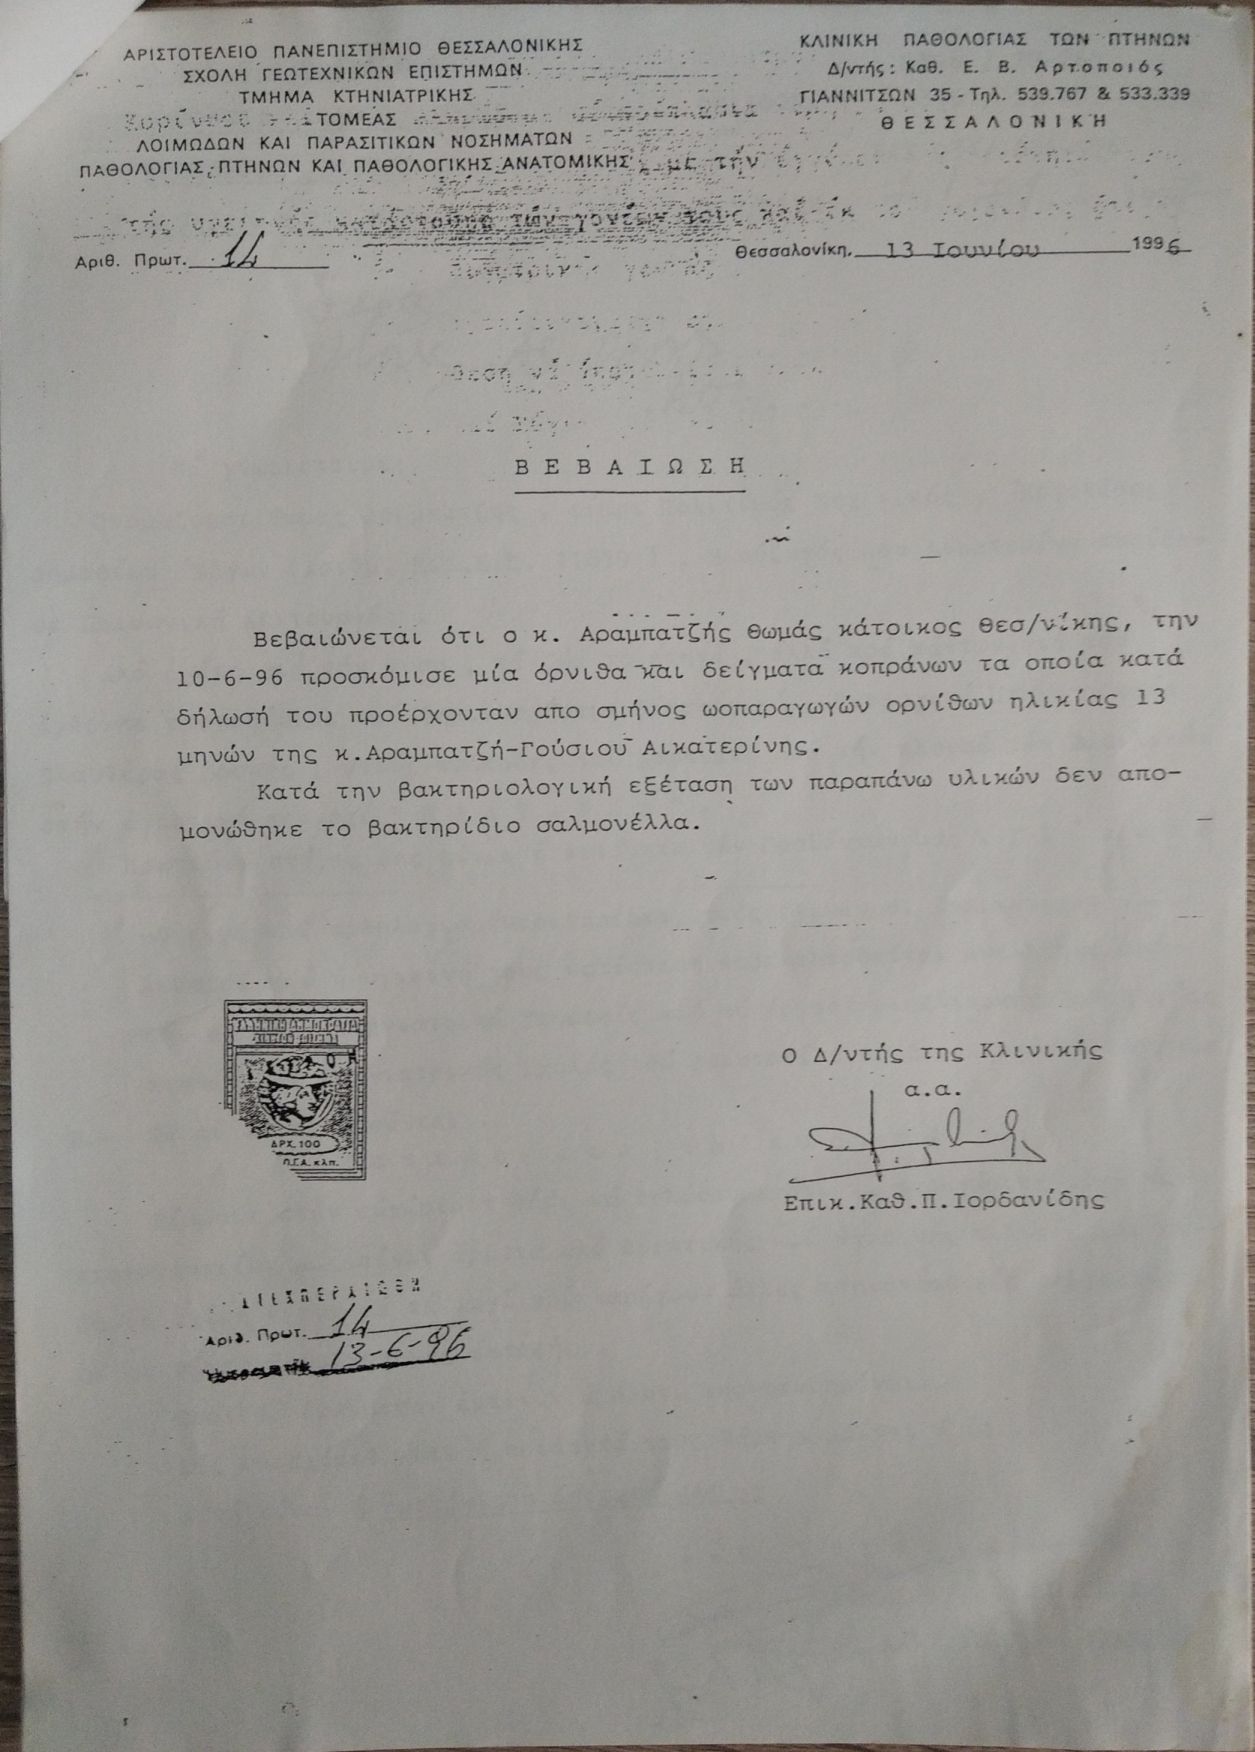 ΑΡΙΣΤΟΤΕΛΕΙΟ ΠΑΝΕΠΙΣΤΗΜΙΟ ΘΕΣΣΑΛΟΝΙΚΗΣ
ΣΧΟΛΗ ΓΕΩΤΕΧΝΙΚΩΝ ΕΠΙΣΤΗΜΩΝ
ΤΜΗΜΑ ΚΤΗΝΙΑΤΡΙΚΗΣ
ΤΟΜΕΑΣ
ΛΟΙΜΩΔΩΝ ΚΑΙ ΠΑΡΑΣΙΤΙΚΩΝ ΝΟΣΗΜΑΤΩΝ
ΠΑΘΟΛΟΓΙΑΣ ΠΤΗΝΩΝ ΚΑΙ ΠΑΘΟΛΟΓΙΚΗΣ ΑΝΑΤΟΜΙΚΗΣ
ΚΛΙΝΙΚΗ ΠΑΘΟΛΟΓΙΑΣ ΤΩΝ ΠΤΗΝΩΝ
Δ/ντής: Καθ. Ε. Β. Αρτοποιός
ΓΙΑΝΝΙΤΣΩΝ 35 - Τηλ. 539.767 & 533.339
ΘΕΣΣΑΛΟΝΙΚΗ
με τήν
Αριθ. Πρωτ. 14
Θεσσαλονίκη, 13 Ιουνίου 1996
ΒΕΒΑΙΩΣΗ
Βεβαιώνεται ότι ο κ. Αραμπατζής Θωμάς κάτοικος Θεσ/νίκης, την
10-6-96 προσκόμισε μία όρνιθα και δείγματα κοπράνων τα οποία κατά
δήλωσή του προέρχονταν απο σμήνος ωοπαραγωγών ορνίθων ηλικίας 13
μηνών της κ.Αραμπατζή-Γούσιου Αικατερίνης.
Κατά την βακτηριολογική εξέταση των παραπάνω υλικών δεν απο-
μονώθηκε το βακτηρίδιο σαλμονέλλα.
ΔΡΧ. 100
Π.Γ.Α. κλπ.
Ο Δ/ντής της Κλινικής
α.α.
Επικ.Καθ.Π.Ιορδανίδης
Αριθ. Πρωτ. 14
13-6-96